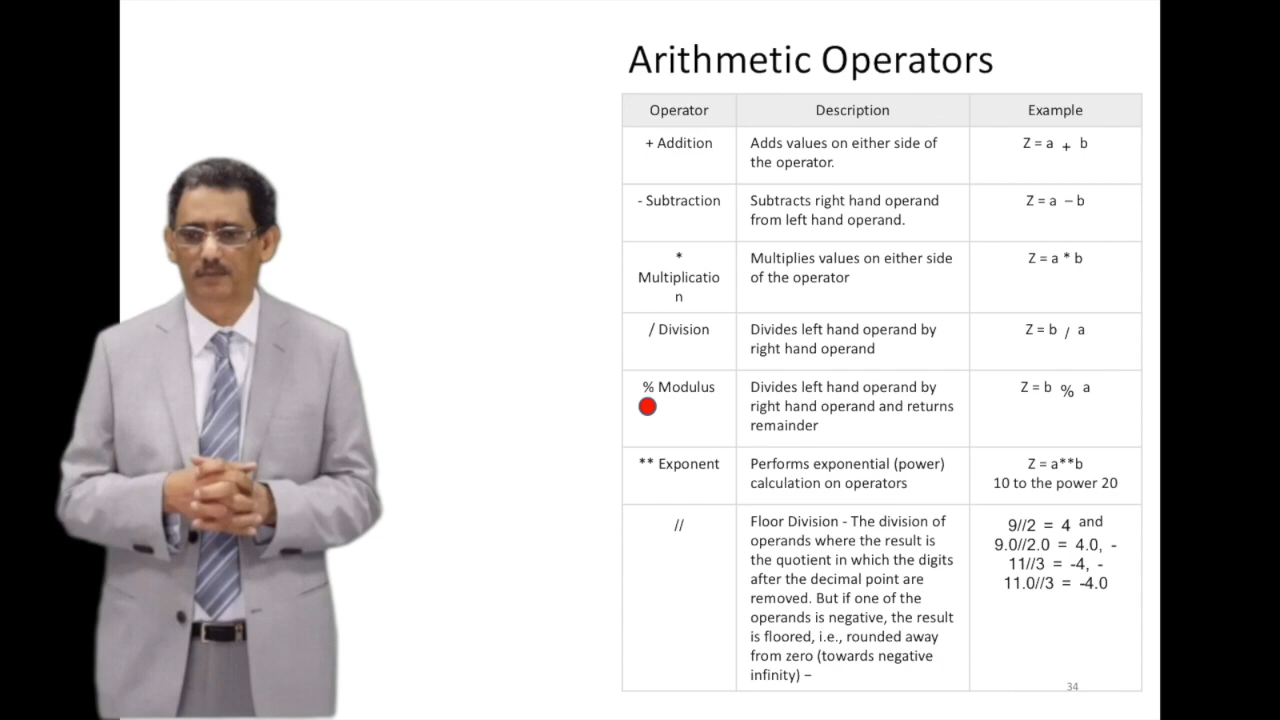 Arithmetic Operators
Operator Description Example
+ Addition Adds values on either side of Z = a + b
the operator.
- Subtraction Subtracts right hand operand Z = a – b
from left hand operand.
* Multiplies values on either side Z = a * b
Multiplicatio of the operator
n
/ Division Divides left hand operand by Z = b / a
right hand operand
% Modulus Divides left hand operand by Z = b % a
right hand operand and returns
remainder
** Exponent Performs exponential (power) Z = a**b
calculation on operators 10 to the power 20
// Floor Division - The division of 9//2 = 4 and
operands where the result is 9.0//2.0 = 4.0, -
the quotient in which the digits 11//3 = -4, -
after the decimal point are 11.0//3 = -4.0
removed. But if one of the
operands is negative, the result
is floored, i.e., rounded away
from zero (towards negative
infinity) −
34